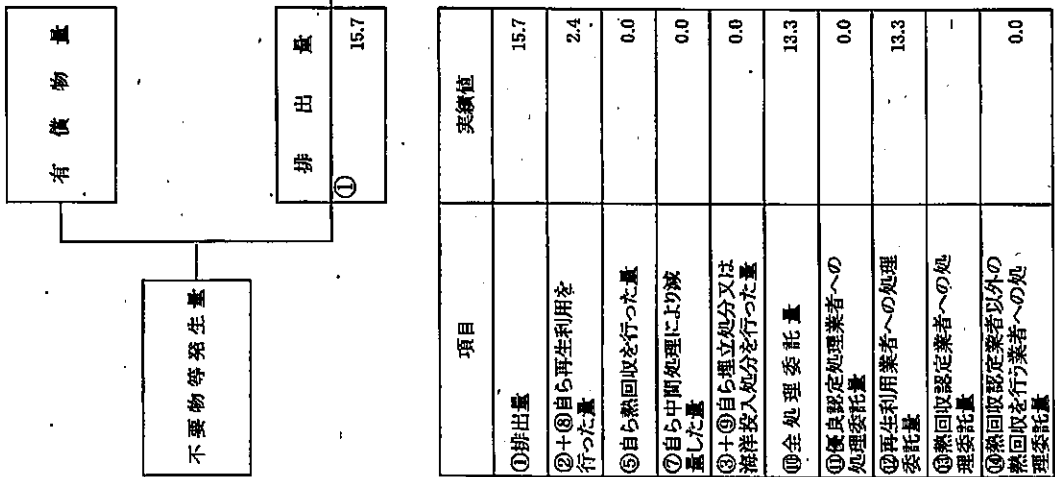 有 償 物 量
不 要 物 等 発 生 量
排 出 量
①
15.7
項目
実績値
①排出量
15.7
②+⑧自ら再生利用を
行った量
2.4
⑤自ら熱回収を行った量
0.0
⑦自ら中間処理により減
量した量
0.0
③+⑨自ら埋立処分又は
海洋投入処分を行った量
0.0
⑩全 処 理 委 託 量
13.3
⑪優良認定処理業者への
処理委託量
0.0
⑫再生利用業者への処理
委託量
13.3
⑬熱回収認定業者への処
理委託量
-
⑭熱回収認定業者以外の
熱回収を行う業者への処
理委託量
0.0